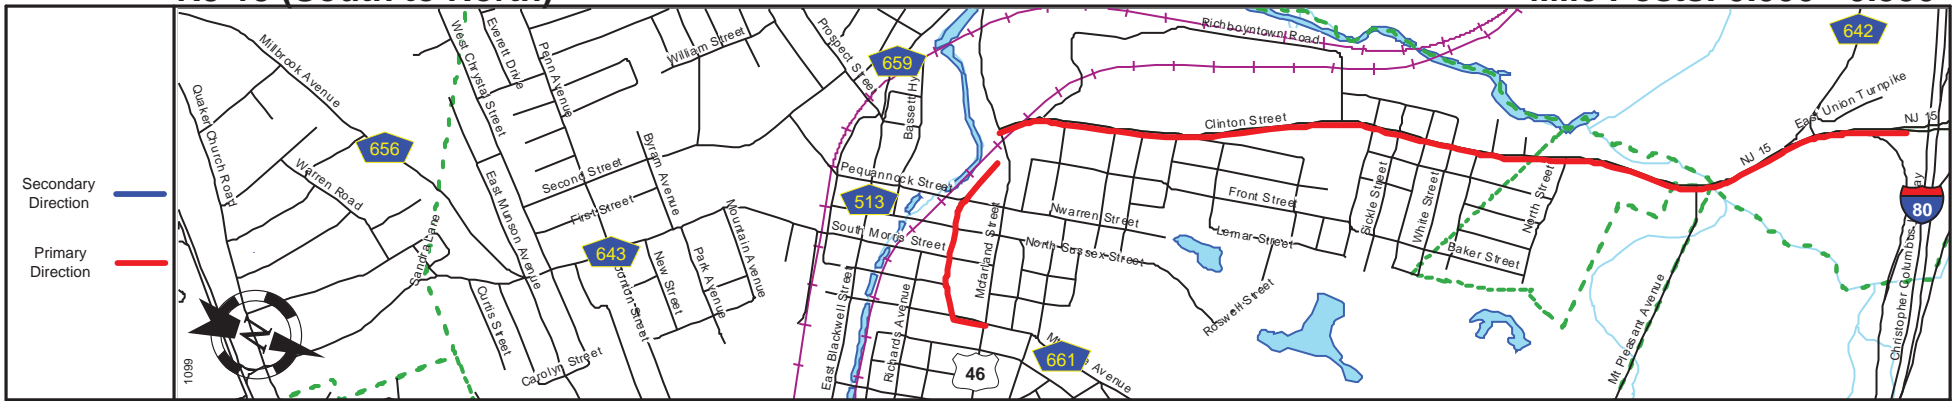 Secondary
Direction
Primary
Direction
Millbrook Avenue
Quaker Church Road
Warren Road
656
1099
Sandra Lane
West Chrystal Street
Everett Drive
Penn Avenue
William Street
Prospect Street
659
Bassett Hy
Richboyntown Road
642
East Union Turnpike
NJ 15
NJ 15
Clinton Street
Second Street
First Street
Byram Avenue
East Munson Avenue
Mountain Avenue
Park Avenue
New Street
643
Curtis Street
Carolyn Street
Pequannock Street
513
South Morris Street
East Blackwell Street
Richards Avenue
Mcfarland Street
Nwarren Street
North Sussex Street
Front Street
Lemar Street
Roswell Street
Sickle Street
White Street
North Street
Baker Street
46
661
Avenue
Mt Pleasant Avenue
Christopher Columbus
80